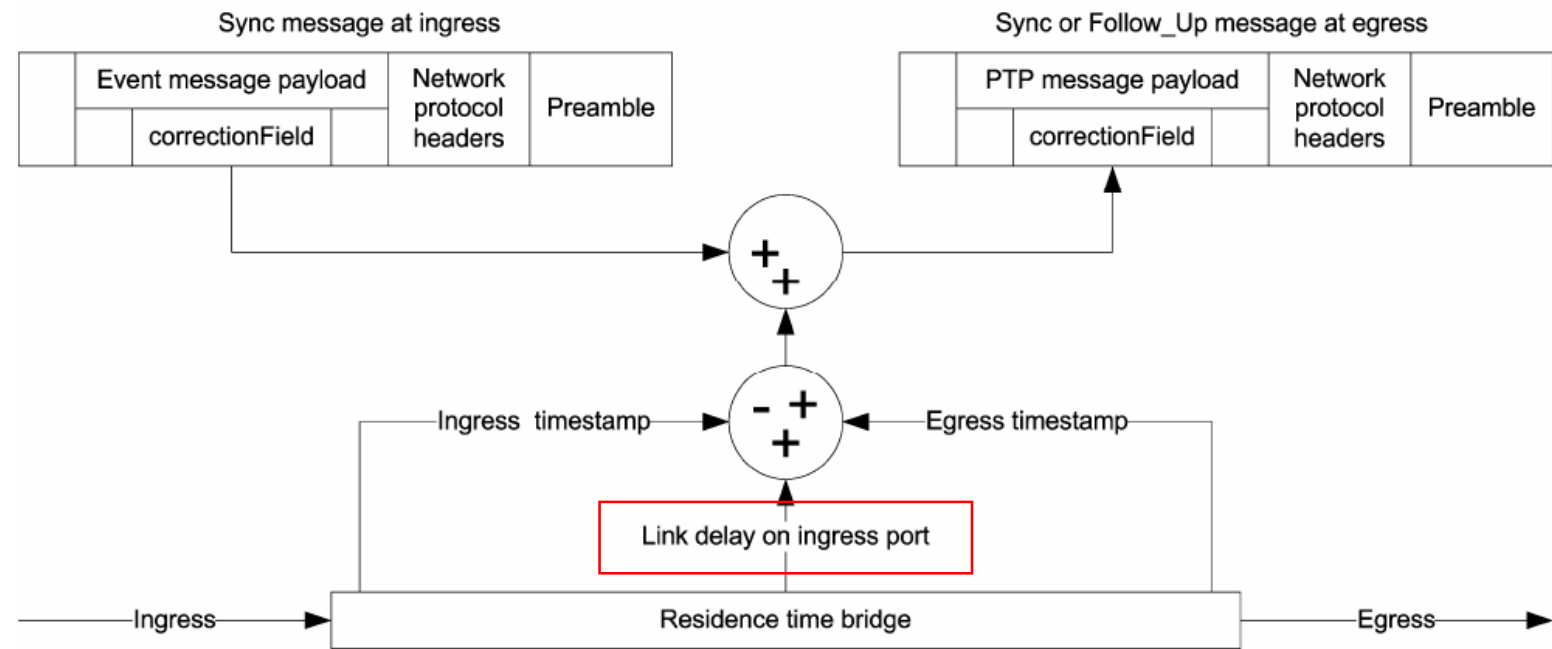 Sync message at ingress
Sync or Follow_Up message at egress
Event message payload
correctionField
Network
protocol
headers
Preamble
PTP message payload
correctionField
Network
protocol
headers
Preamble
+
+
Ingress timestamp
- +
+
Egress timestamp
Link delay on ingress port
Ingress
Residence time bridge
Egress